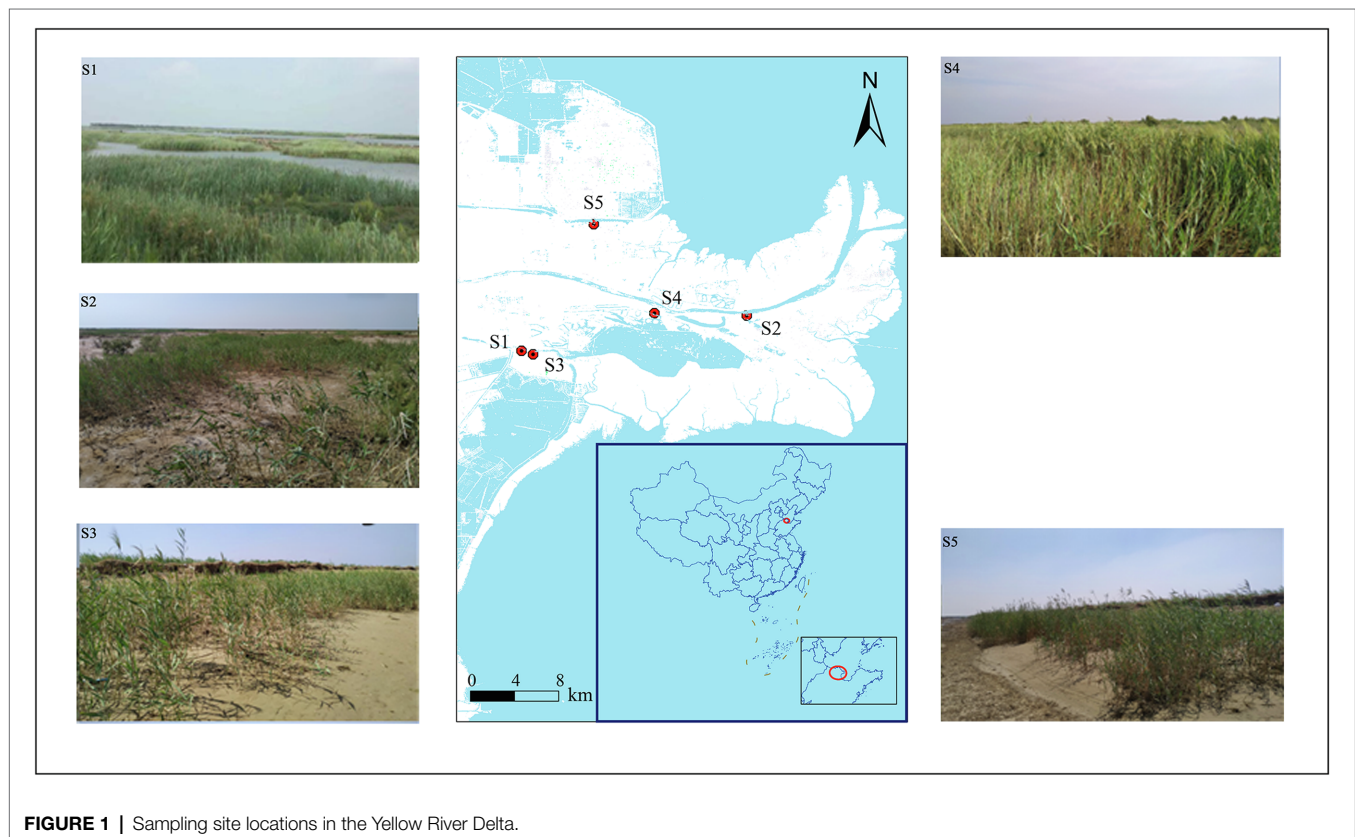 S1
S2
S3
N
S5
S4
S2
S1
S3
0 4 8
km
S4
S5
FIGURE 1 | Sampling site locations in the Yellow River Delta.